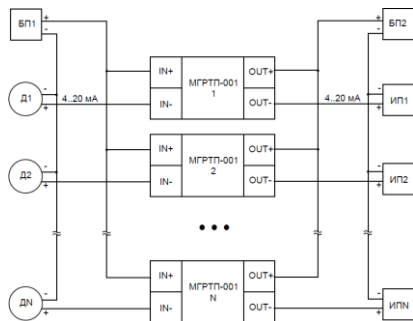 БП1 + - + - БП2
IN+ МГРТП-001 1 OUT+
Д1 - + 4..20 мА IN- OUT- 4..20 мА - + ИП1
IN+ МГРТП-001 2 OUT+
Д2 - + IN- OUT- - + ИП2
IN+ МГРТП-001 N OUT+
ДN - + IN- OUT- - + ИПN